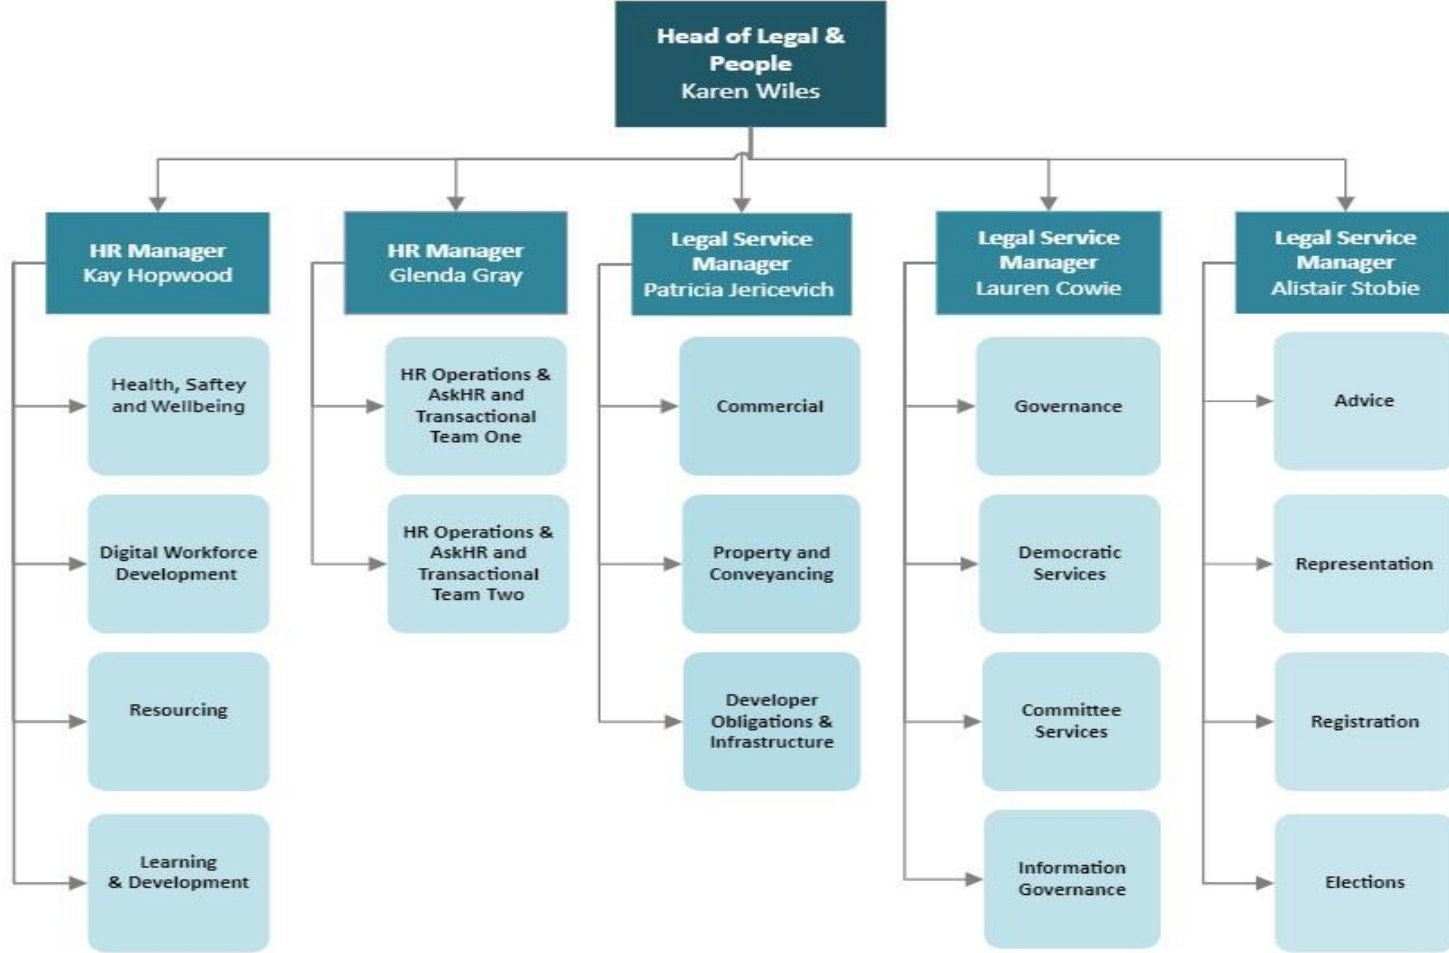 Head of Legal &
People
Karen Wiles
HR Manager
Kay Hopwood
HR Manager
Glenda Gray
Legal Service
Manager
Patricia Jericevich
Legal Service
Manager
Lauren Cowie
Legal Service
Manager
Alistair Stobie
Health, Saftey
and Wellbeing
Digital Workforce
Development
Resourcing
Learning
& Development
HR Operations &
AskHR and
Transactional
Team One
HR Operations &
AskHR and
Transactional
Team Two
Commercial
Property and
Conveyancing
Developer
Obligations &
Infrastructure
Governance
Democratic
Services
Committee
Services
Information
Governance
Advice
Representation
Registration
Elections